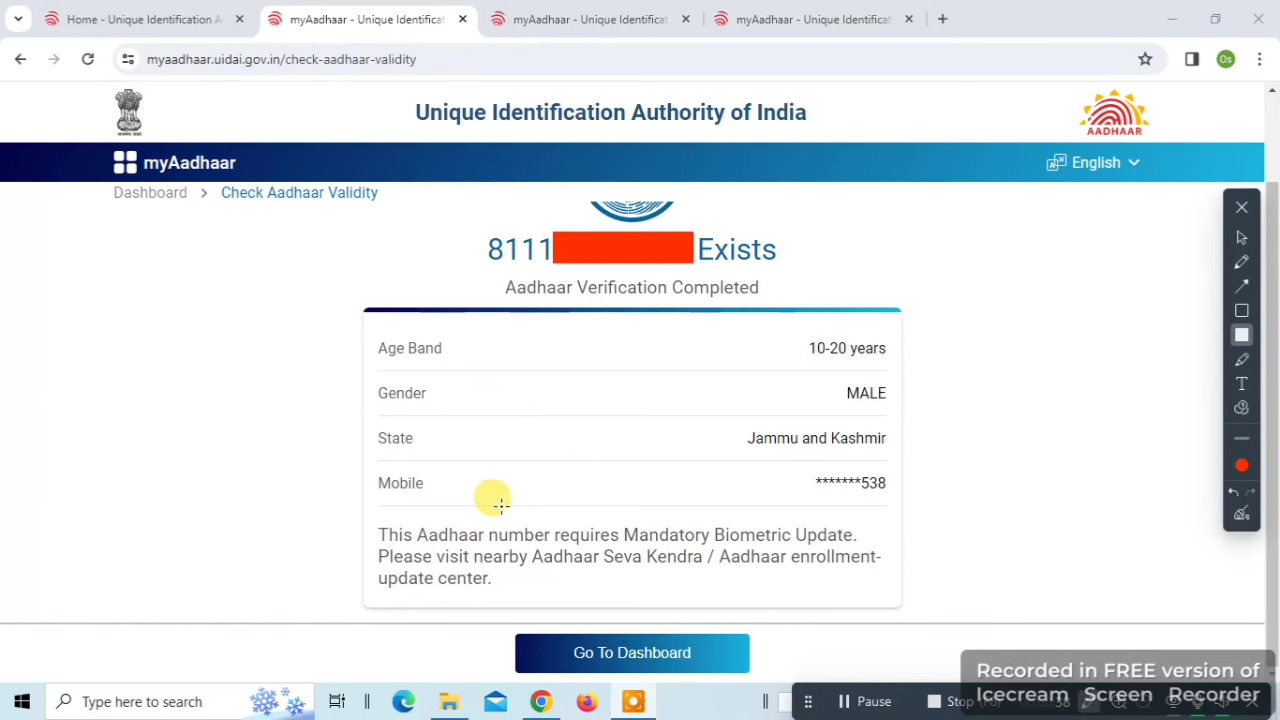 Home - Unique Identification A
myAadhaar - Unique Identificat
myAadhaar - Unique Identificat
myAadhaar - Unique Identificat
myaadhaar.uidai.gov.in/check-aadhaar-validity
Os
Unique Identification Authority of India
AADHAAR
myAadhaar
English
Dashboard > Check Aadhaar Validity
8111 Exists
Aadhaar Verification Completed
Age Band 10-20 years
Gender MALE
State Jammu and Kashmir
Mobile *******538
This Aadhaar number requires Mandatory Biometric Update.
Please visit nearby Aadhaar Seva Kendra / Aadhaar enrollment-
update center.
Go To Dashboard
Recorded in FREE version of
Icecream Screen Recorder
Type here to search
Pause
Stop